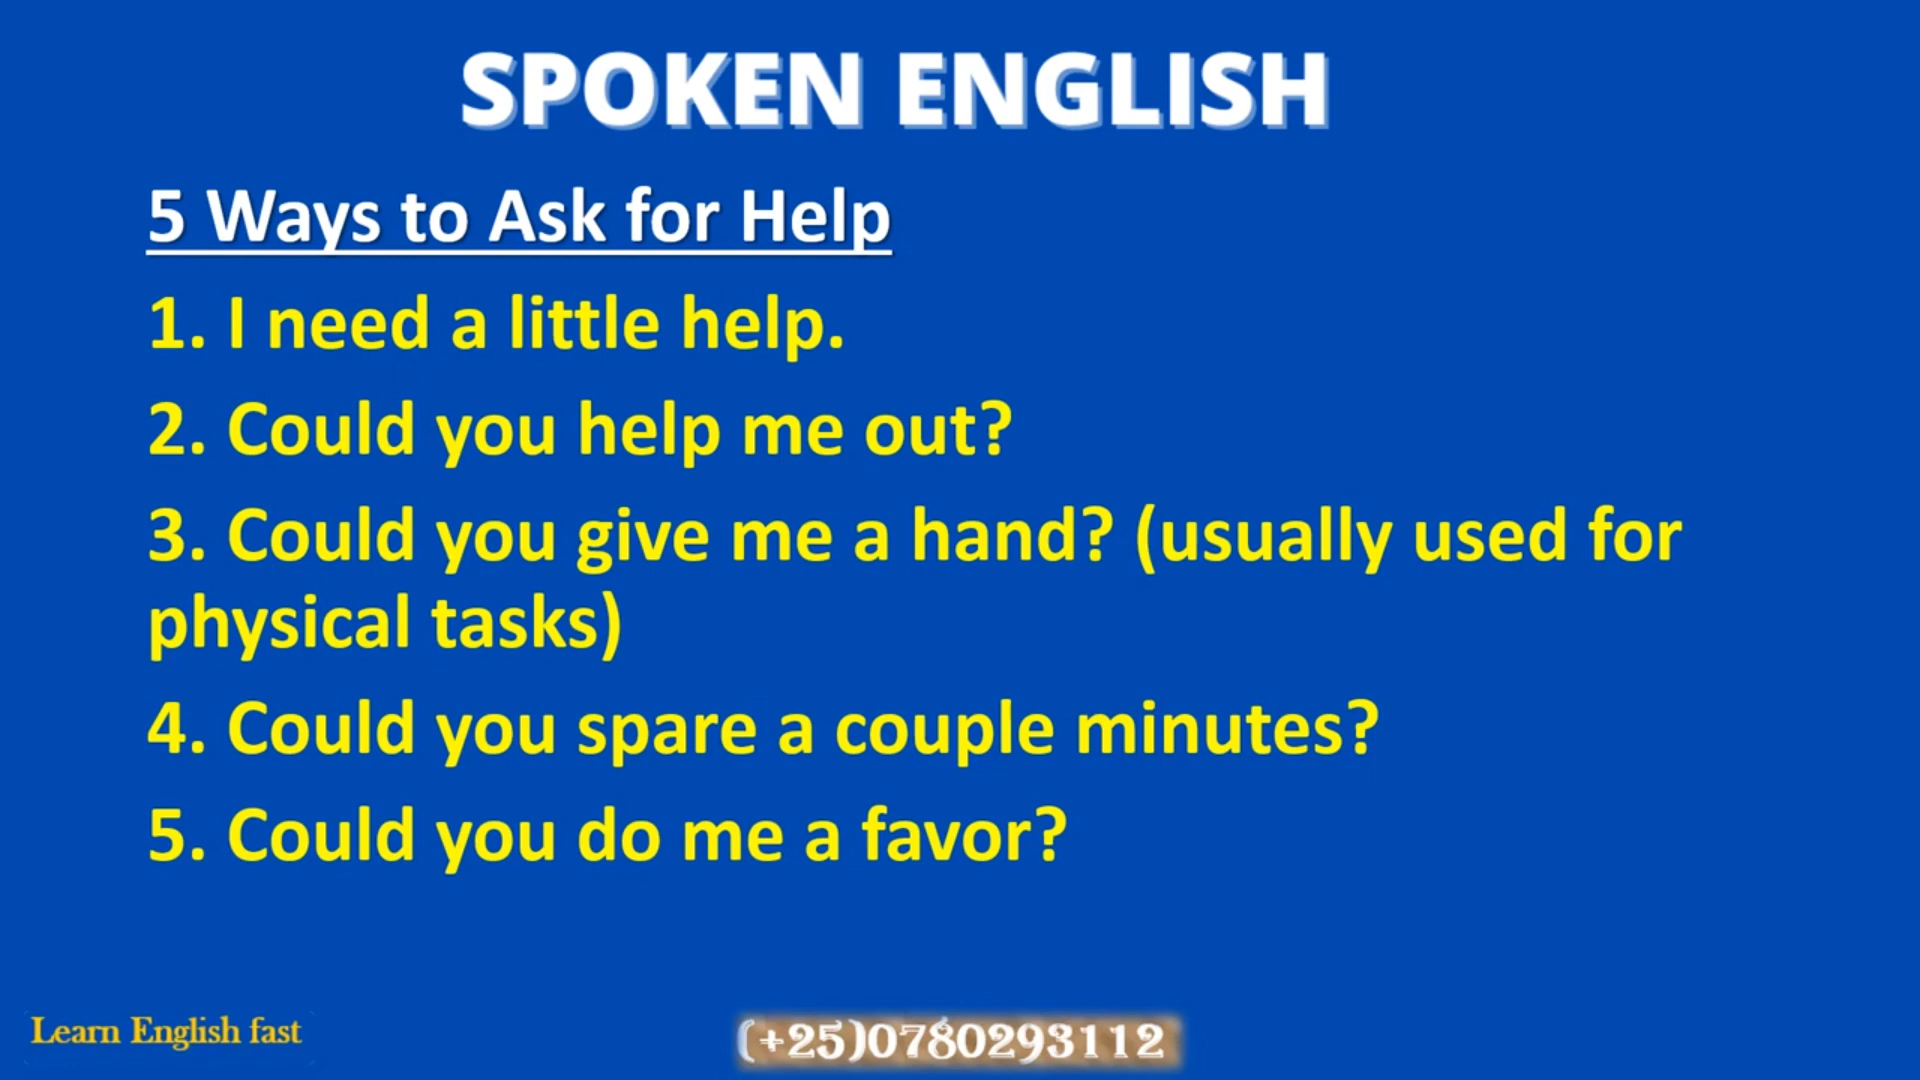 SPOKEN ENGLISH
5 Ways to Ask for Help
1. I need a little help.
2. Could you help me out?
3. Could you give me a hand? (usually used for
physical tasks)
4. Could you spare a couple minutes?
5. Could you do me a favor?
Learn English fast
(+25)0780293112